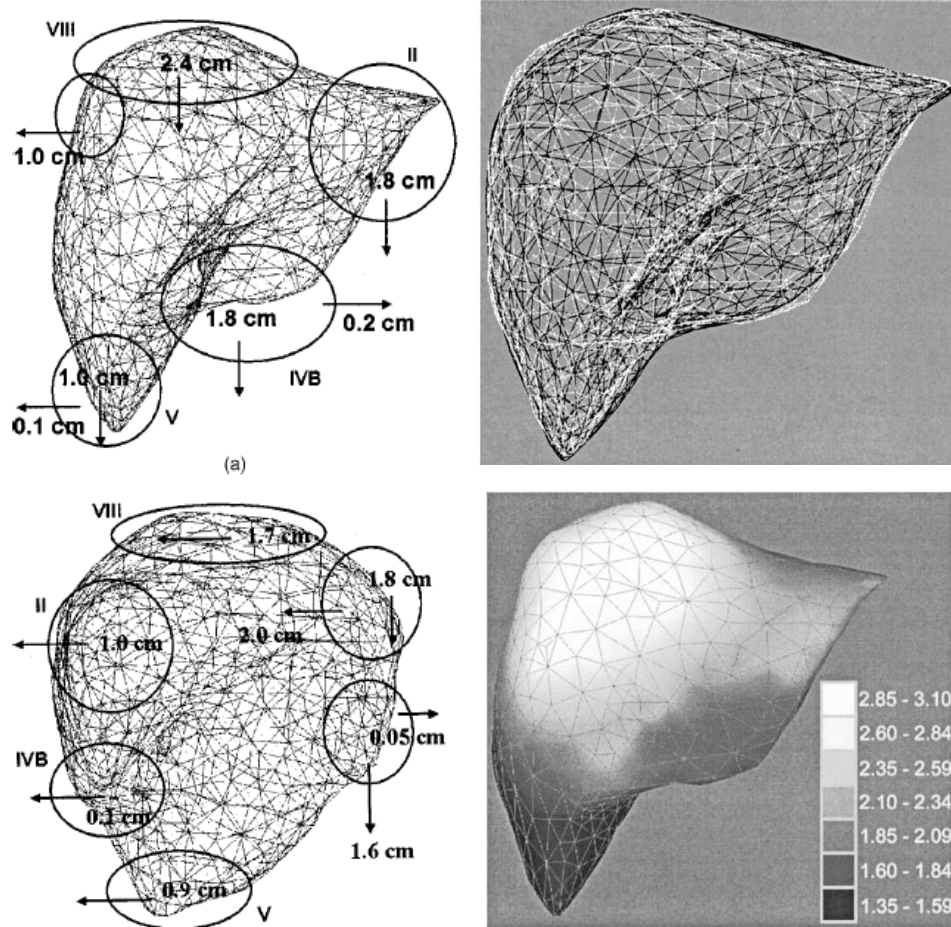 VIII
2.4 cm
II
1.0 cm
1.8 cm
1.8 cm
0.2 cm
IVB
1.0 cm
0.1 cm
V
(a)
VIII
1.7 cm
1.8 cm
II
2.0 cm
1.0 cm
0.05 cm
IVB
0.1 cm
1.6 cm
0.9 cm
V
2.85 - 3.10
2.60 - 2.84
2.35 - 2.59
2.10 - 2.34
1.85 - 2.09
1.60 - 1.84
1.35 - 1.59